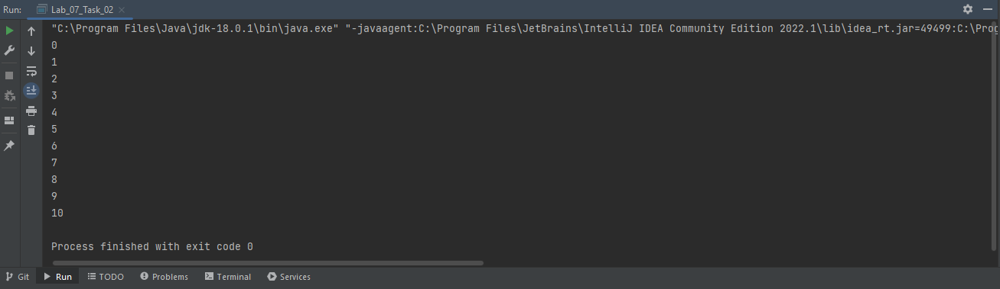 Run: Lab_07_Task_02
"C:\Program Files\Java\jdk-18.0.1\bin\java.exe" "-javaagent:C:\Program Files\JetBrains\IntelliJ IDEA Community Edition 2022.1\lib\idea_rt.jar=49499:C:\Prog
0
1
2
3
4
5
6
7
8
9
10
Process finished with exit code 0
Git Run TODO Problems Terminal Services